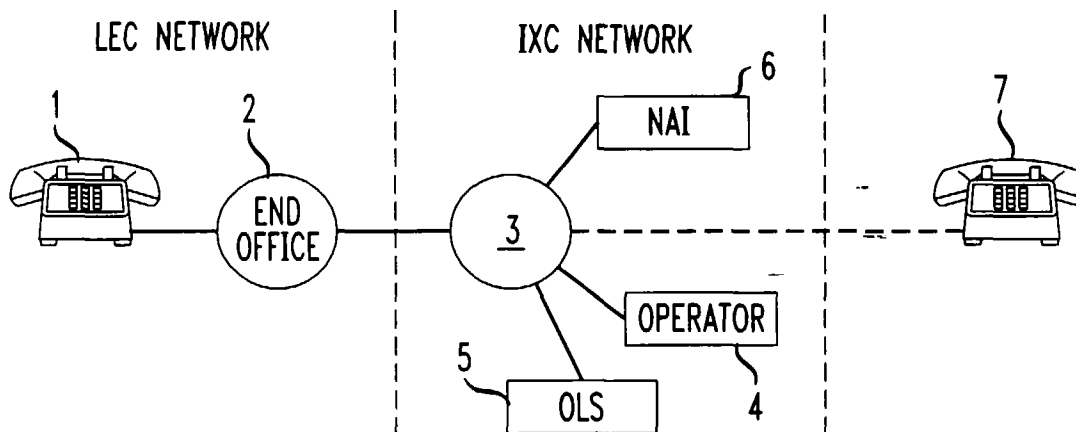 LEC NETWORK
IXC NETWORK
6
NAI
1
2
7
END
OFFICE
3
OPERATOR
4
5
OLS